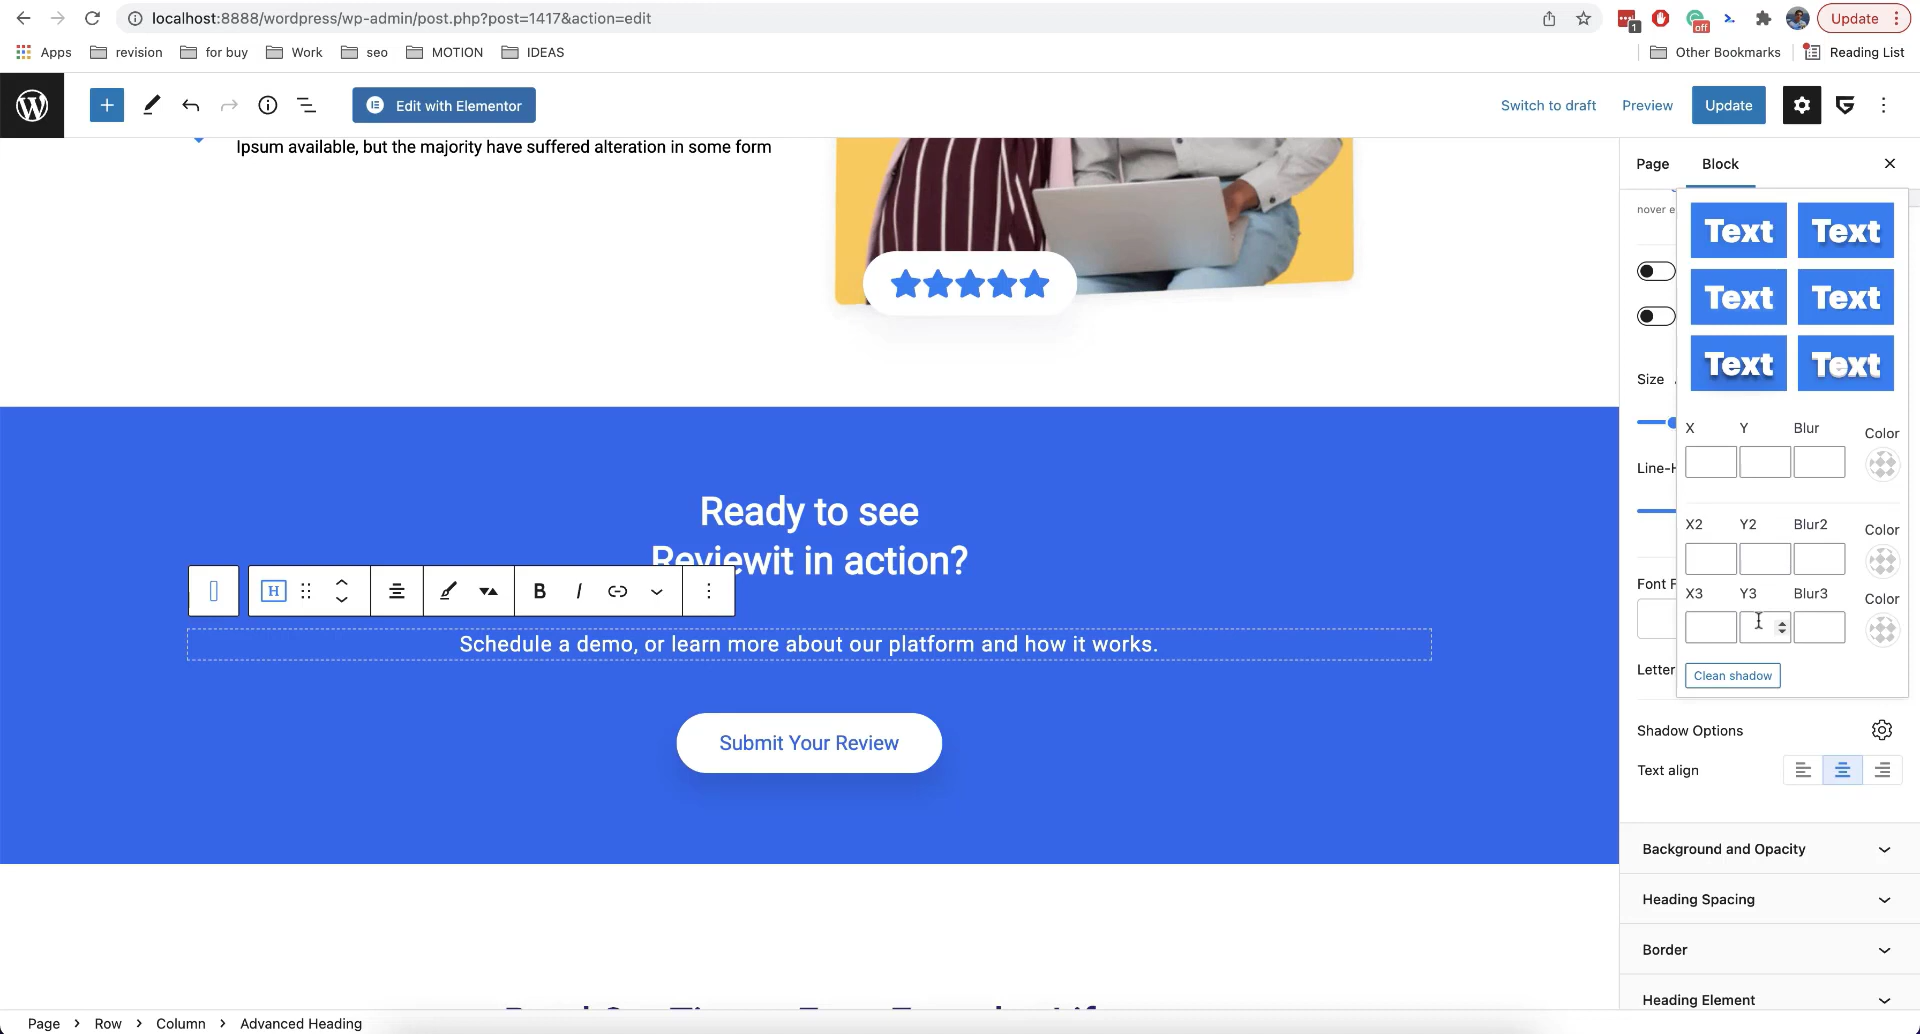 localhost:8888/wordpress/wp-admin/post.php?post=1417&action=edit
1
off
Update
Apps
revision
for buy
Work
seo
MOTION
IDEAS
Other Bookmarks
Reading List
Edit with Elementor
Switch to draft
Preview
Update
Ipsum available, but the majority have suffered alteration in some form
Page
Block
Text
Text
Text
Text
Text
Text
Size
X
Y
Blur
Color
X2
Y2
Blur2
Color
Font F
X3
Y3
Blur3
Color
Letter
Clean shadow
Shadow Options
Text align
Background and Opacity
Heading Spacing
Border
Heading Element
Ready to see
Reviewit in action?
H
B
I
Schedule a demo, or learn more about our platform and how it works.
Submit Your Review
Page
Row
Column
Advanced Heading